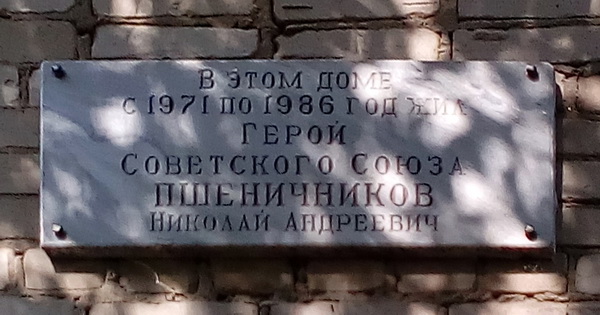 В ЭТОМ ДОМЕ
С 1971 ПО 1986 ГОД ЖИЛ
ГЕРОЙ
СОВЕТСКОГО СОЮЗА
ПШЕНИЧНИКОВ
НИКОЛАЙ АНДРЕЕВИЧ